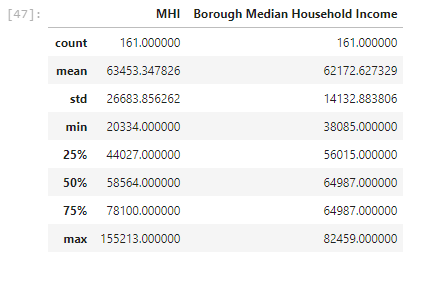 [47]: MHI Borough Median Household Income
count 161.000000 161.000000
mean 63453.347826 62172.627329
std 26683.856262 14132.883806
min 20334.000000 38085.000000
25% 44027.000000 56015.000000
50% 58564.000000 64987.000000
75% 78100.000000 64987.000000
max 155213.000000 82459.000000